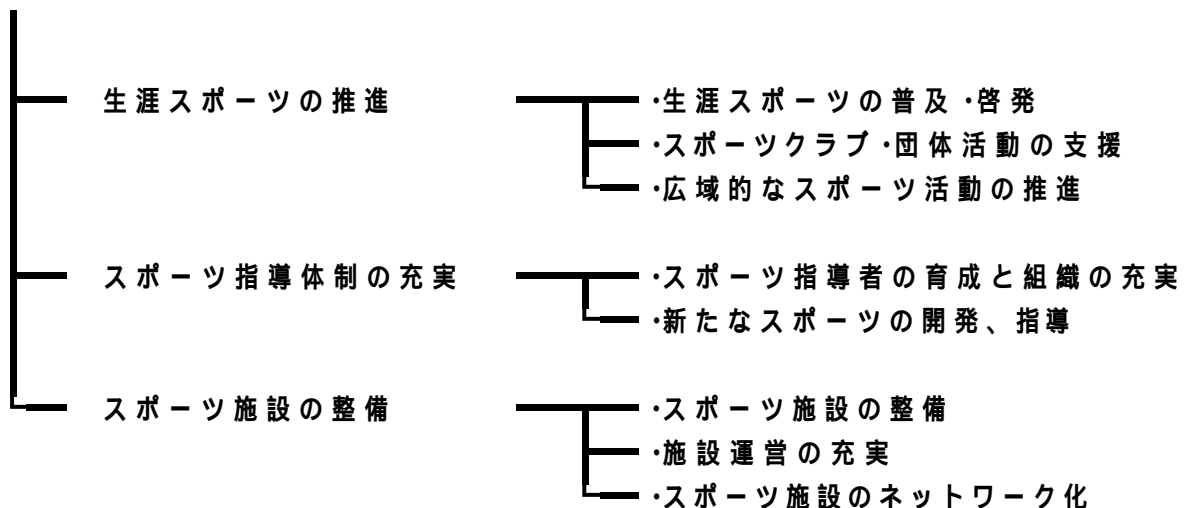 生涯スポーツの推進
・生涯スポーツの普及・啓発
・スポーツクラブ・団体活動の支援
・広域的なスポーツ活動の推進
スポーツ指導体制の充実
・スポーツ指導者の育成と組織の充実
・新たなスポーツの開発、指導
スポーツ施設の整備
・スポーツ施設の整備
・施設運営の充実
・スポーツ施設のネットワーク化